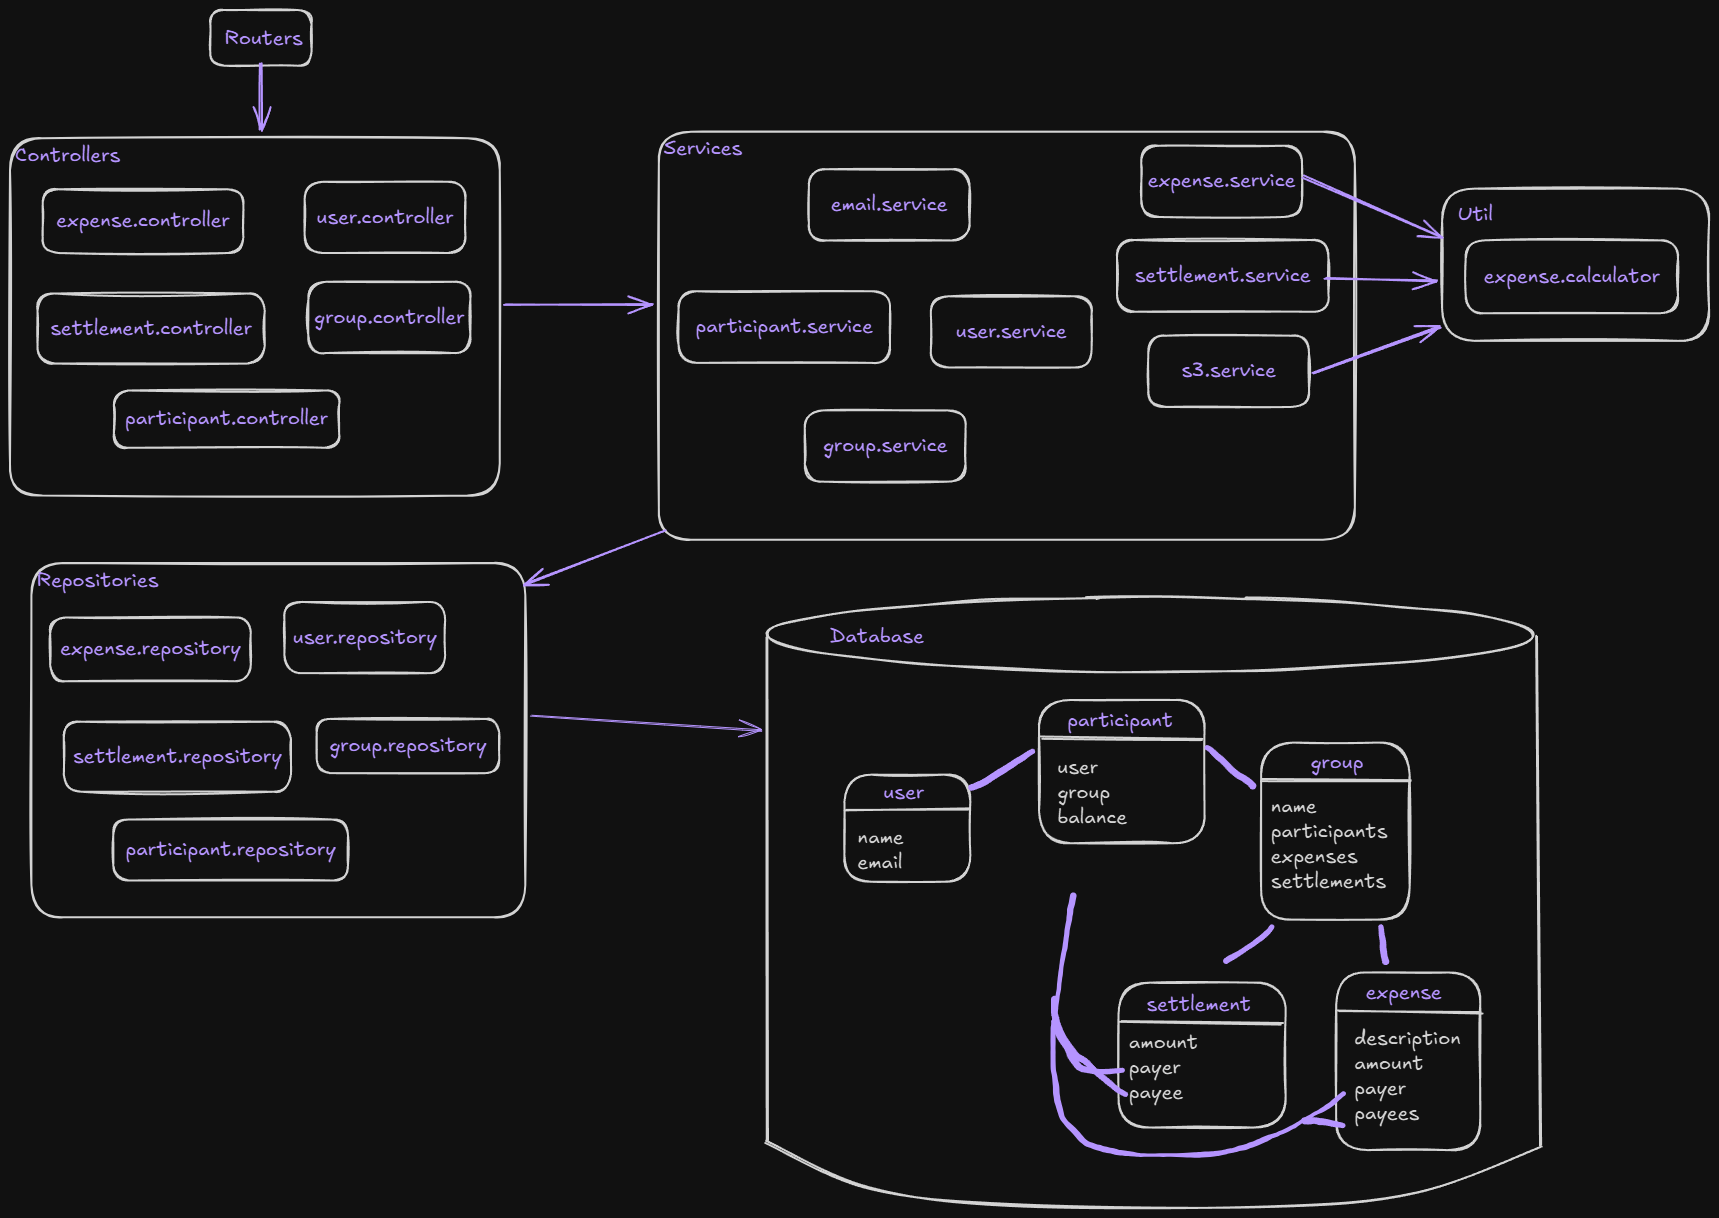 Routers
Controllers
expense.controller
user.controller
settlement.controller
group.controller
participant.controller
Services
email.service
expense.service
participant.service
user.service
settlement.service
s3.service
group.service
Util
expense.calculator
Repositories
expense.repository
user.repository
settlement.repository
group.repository
participant.repository
Database
user
name
email
participant
user
group
balance
group
name
participants
expenses
settlements
settlement
amount
payer
payee
expense
description
amount
payer
payees